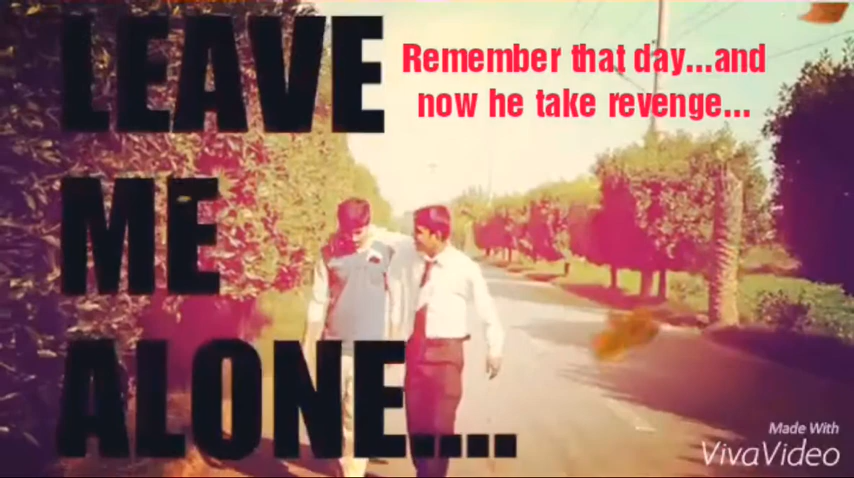 LEAVE
ME
ALONE....
Remember that day...and
now he take revenge...
Made With
VivaVideo